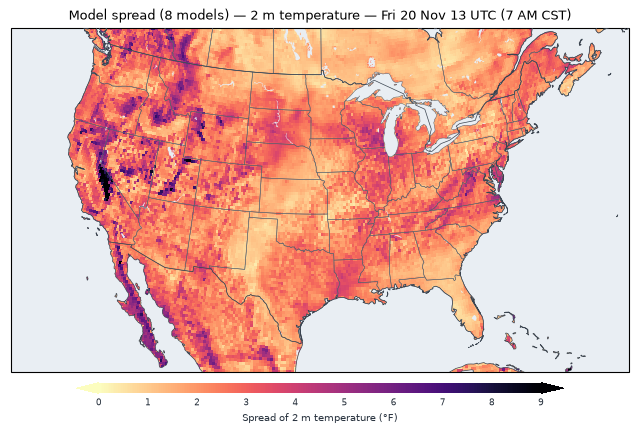 Model spread (8 models) — 2 m temperature — Fri 20 Nov 13 UTC (7 AM CST)
0 1 2 3 4 5 6 7 8 9
Spread of 2 m temperature (°F)